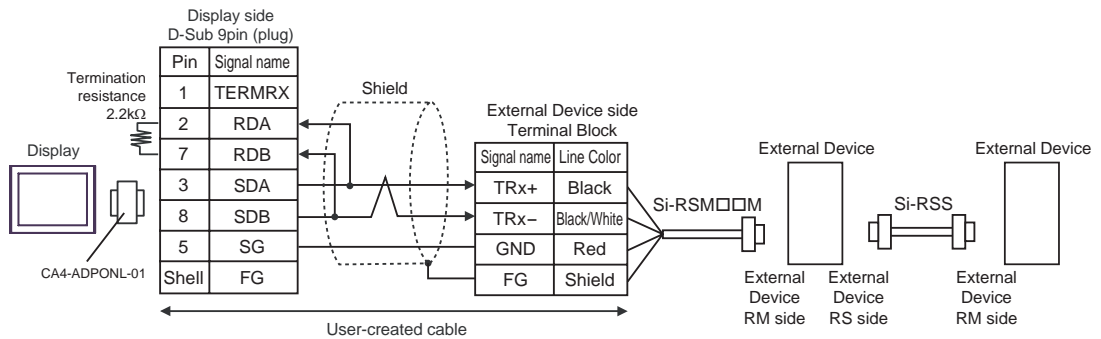 Display side
D-Sub 9pin (plug)
Pin Signal name
1 TERMRX
2 RDA
7 RDB
3 SDA
8 SDB
5 SG
Shell FG
Termination
resistance
2.2kΩ
Display
CA4-ADPONL-01
Shield
External Device side
Terminal Block
Signal name Line Color
TRx+ Black
TRx− Black/White
GND Red
FG Shield
User-created cable
Si-RSM□□M
External Device
Si-RSS
External Device
External
Device
RM side
External
Device
RS side
External
Device
RM side